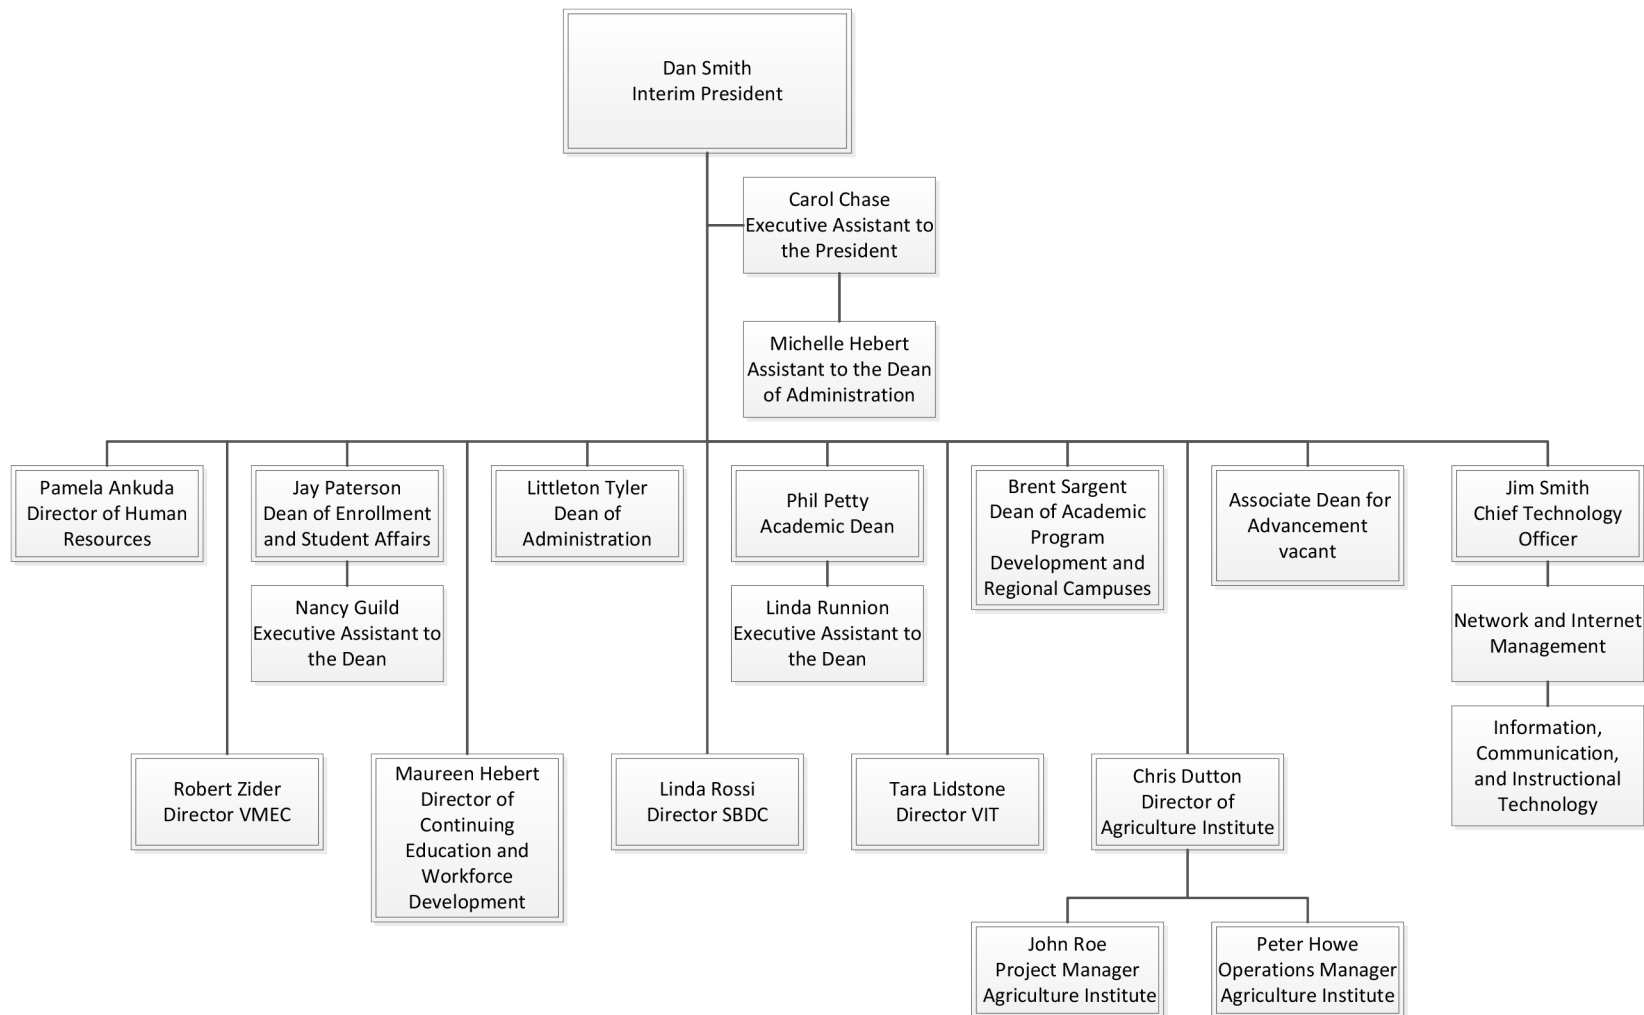 Dan Smith
Interim President
Carol Chase
Executive Assistant to
the President
Michelle Hebert
Assistant to the Dean
of Administration
Pamela Ankuda
Director of Human
Resources
Jay Paterson
Dean of Enrollment
and Student Affairs
Littleton Tyler
Dean of
Administration
Phil Petty
Academic Dean
Brent Sargent
Dean of Academic
Program
Development and
Regional Campuses
Associate Dean for
Advancement
vacant
Jim Smith
Chief Technology
Officer
Nancy Guild
Executive Assistant to
the Dean
Linda Runnion
Executive Assistant to
the Dean
Network and Internet
Management
Information,
Communication,
and Instructional
Technology
Robert Zider
Director VMEC
Maureen Hebert
Director of
Continuing
Education and
Workforce
Development
Linda Rossi
Director SBDC
Tara Lidstone
Director VIT
Chris Dutton
Director of
Agriculture Institute
John Roe
Project Manager
Agriculture Institute
Peter Howe
Operations Manager
Agriculture Institute